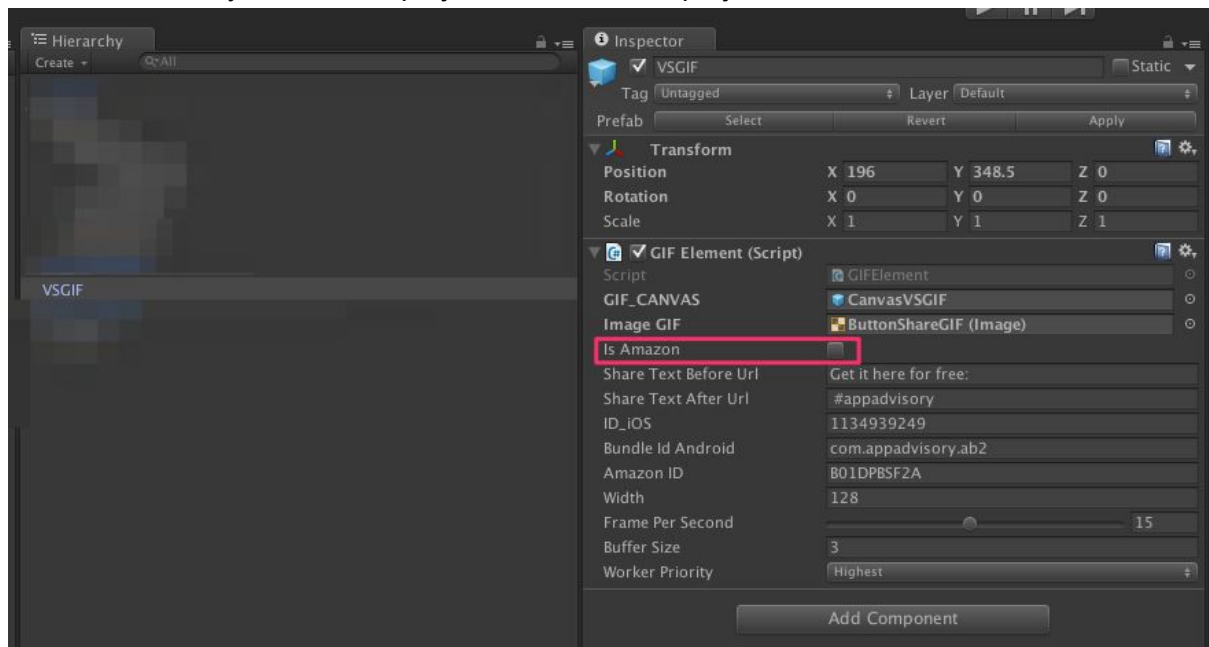 Hierarchy
Create
All
VSGIF
Inspector
VSGIF
Static
Tag Untagged Layer Default
Prefab Select Revert Apply
Transform
Position X 196 Y 348.5 Z 0
Rotation X 0 Y 0 Z 0
Scale X 1 Y 1 Z 1
GIF Element (Script)
Script GIFElement
GIF_CANVAS CanvasVSGIF
Image GIF ButtonShareGIF (Image)
Is Amazon
Share Text Before Url Get it here for free:
Share Text After Url #appadvisory
ID_iOS 1134939249
Bundle Id Android com.appadvisory.ab2
Amazon ID B01DPBSF2A
Width 128
Frame Per Second 15
Buffer Size 3
Worker Priority Highest
Add Component